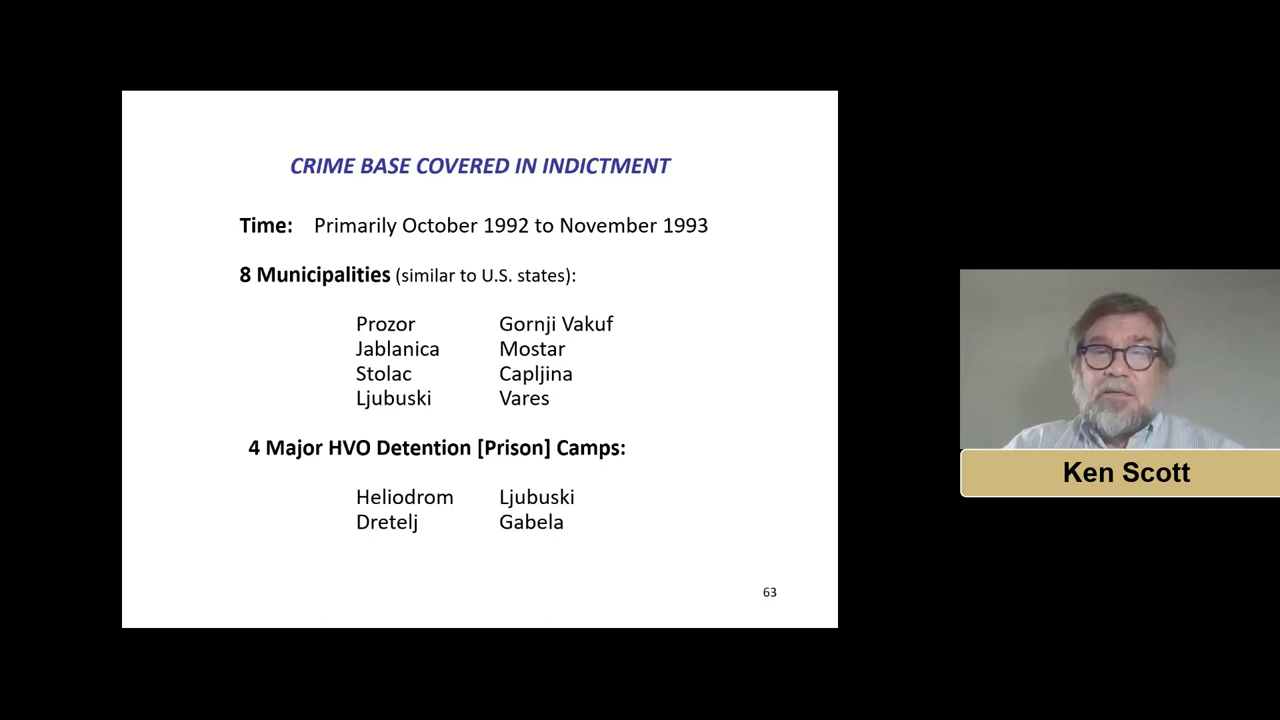 CRIME BASE COVERED IN INDICTMENT
Time: Primarily October 1992 to November 1993
8 Municipalities (similar to U.S. states):
Prozor Gornji Vakuf
Jablanica Mostar
Stolac Capljina
Ljubuski Vares
4 Major HVO Detention [Prison] Camps:
Heliodrom Ljubuski
Dretelj Gabela
63
Ken Scott